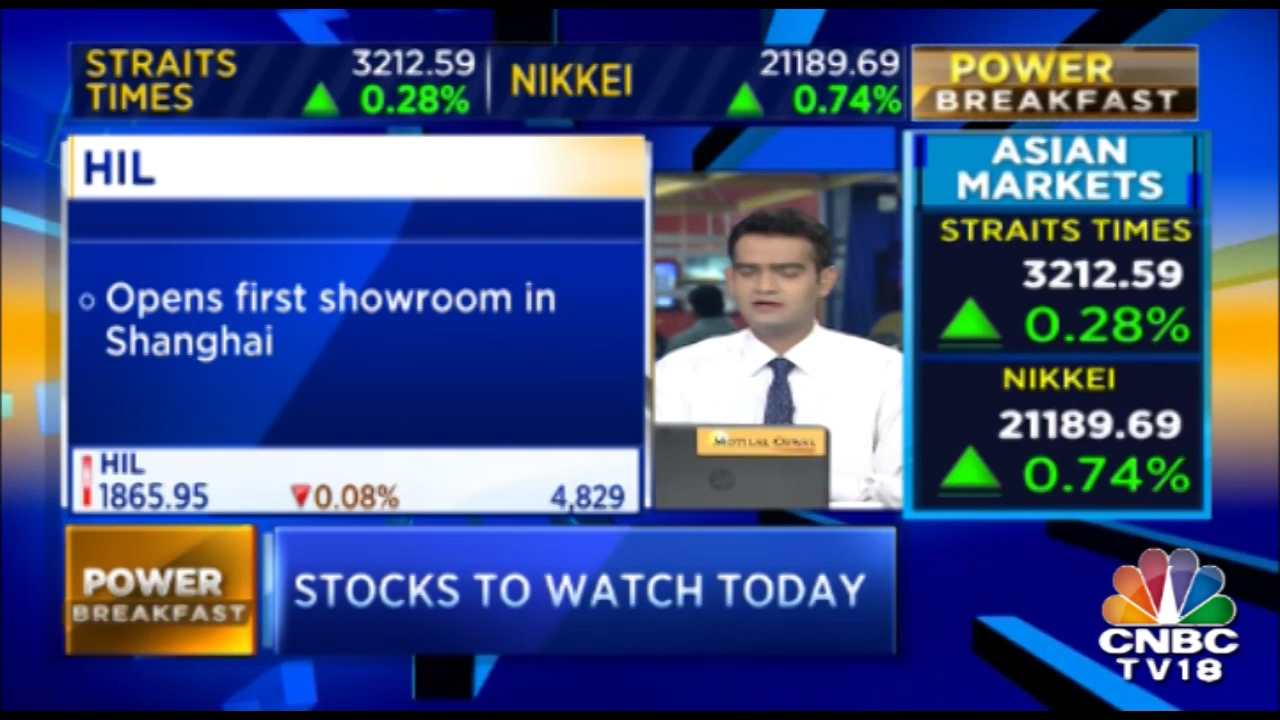 STRAITS TIMES 3212.59 ▲ 0.28%
NIKKEI 21189.69 ▲ 0.74%
POWER BREAKFAST
HIL
Opens first showroom in
Shanghai
HIL
1865.95 ▼0.08% 4,829
MOTILAL OSWAL
ASIAN
MARKETS
STRAITS TIMES
3212.59
▲ 0.28%
NIKKEI
21189.69
▲ 0.74%
POWER
BREAKFAST
STOCKS TO WATCH TODAY
CNBC
TV18